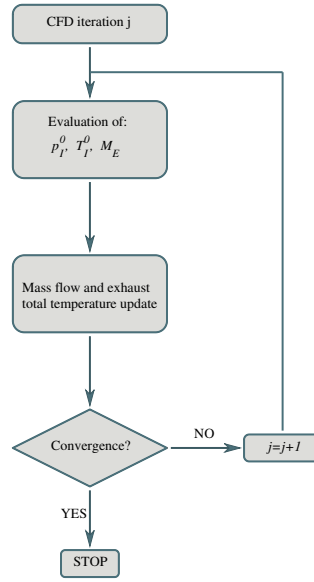 CFD iteration j
Evaluation of:
p_I^0, T_I^0, M_E
Mass flow and exhaust
total temperature update
Convergence?
NO
j=j+1
YES
STOP